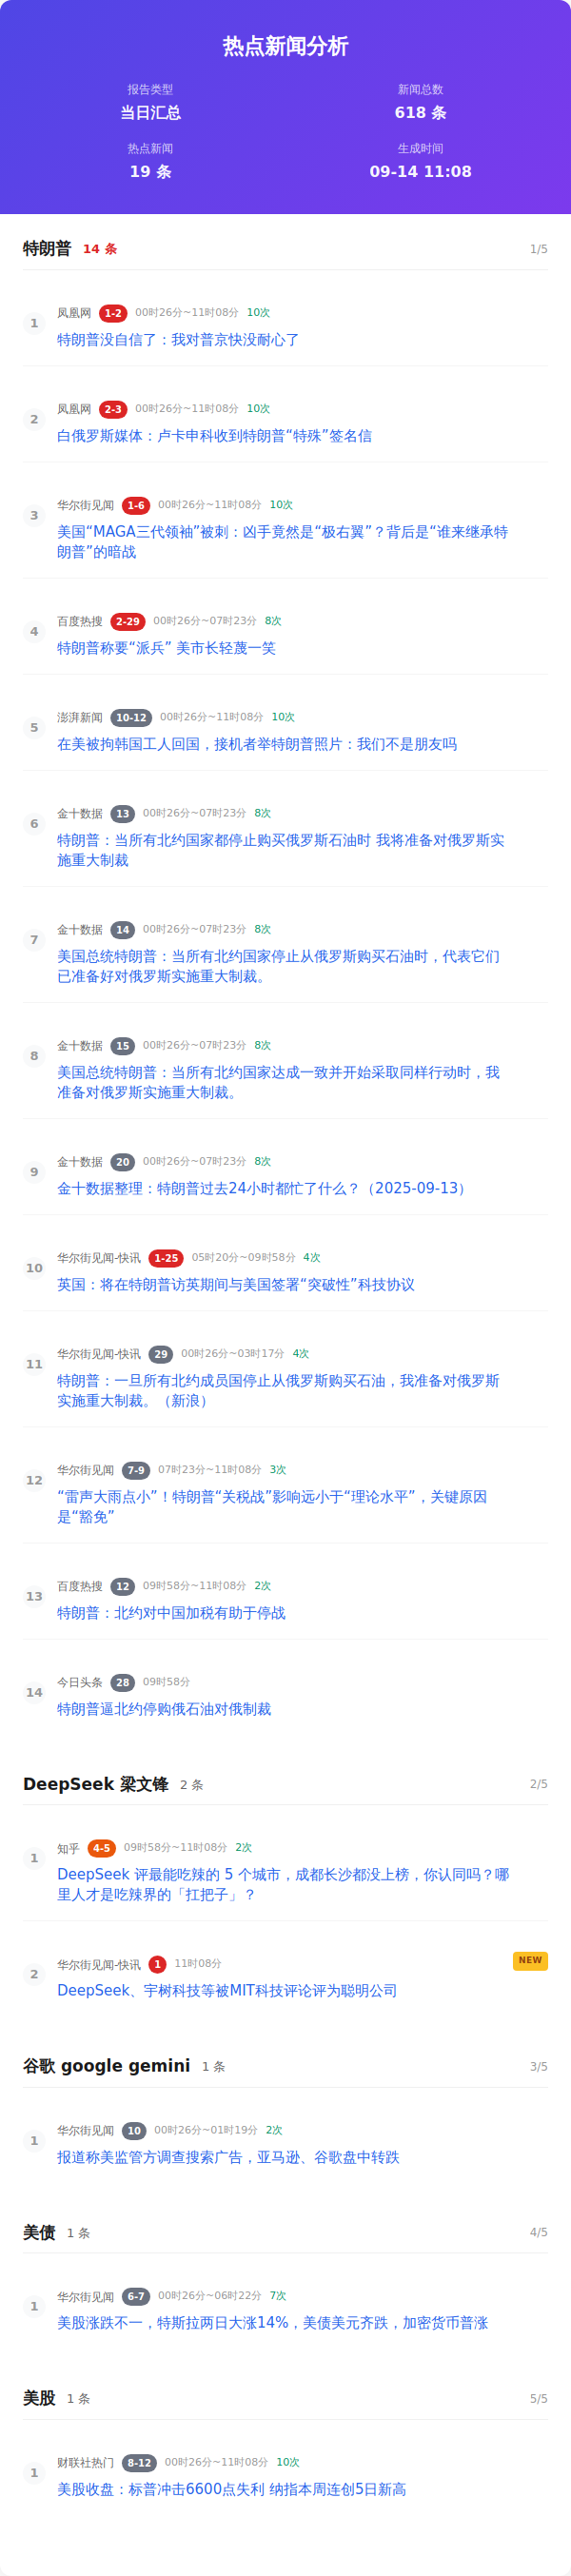 热点新闻分析
报告类型
当日汇总
新闻总数
618 条
热点新闻
19 条
生成时间
09-14 11:08
特朗普 14 条 1/5
1 凤凰网 1-2 00时26分~11时08分 10次
特朗普没自信了：我对普京快没耐心了
2 凤凰网 2-3 00时26分~11时08分 10次
白俄罗斯媒体：卢卡申科收到特朗普“特殊”签名信
3 华尔街见闻 1-6 00时26分~11时08分 10次
美国“MAGA三代领袖”被刺：凶手竟然是“极右翼”？背后是“谁来继承特
朗普”的暗战
4 百度热搜 2-29 00时26分~07时23分 8次
特朗普称要“派兵” 美市长轻蔑一笑
5 澎湃新闻 10-12 00时26分~11时08分 10次
在美被拘韩国工人回国，接机者举特朗普照片：我们不是朋友吗
6 金十数据 13 00时26分~07时23分 8次
特朗普：当所有北约国家都停止购买俄罗斯石油时 我将准备对俄罗斯实
施重大制裁
7 金十数据 14 00时26分~07时23分 8次
美国总统特朗普：当所有北约国家停止从俄罗斯购买石油时，代表它们
已准备好对俄罗斯实施重大制裁。
8 金十数据 15 00时26分~07时23分 8次
美国总统特朗普：当所有北约国家达成一致并开始采取同样行动时，我
准备对俄罗斯实施重大制裁。
9 金十数据 20 00时26分~07时23分 8次
金十数据整理：特朗普过去24小时都忙了什么？（2025-09-13）
10 华尔街见闻-快讯 1-25 05时20分~09时58分 4次
英国：将在特朗普访英期间与美国签署“突破性”科技协议
11 华尔街见闻-快讯 29 00时26分~03时17分 4次
特朗普：一旦所有北约成员国停止从俄罗斯购买石油，我准备对俄罗斯
实施重大制裁。（新浪）
12 华尔街见闻 7-9 07时23分~11时08分 3次
“雷声大雨点小”！特朗普“关税战”影响远小于“理论水平”，关键原因
是“豁免”
13 百度热搜 12 09时58分~11时08分 2次
特朗普：北约对中国加税有助于停战
14 今日头条 28 09时58分
特朗普逼北约停购俄石油对俄制裁
DeepSeek 梁文锋 2 条 2/5
1 知乎 4-5 09时58分~11时08分 2次
DeepSeek 评最能吃辣的 5 个城市，成都长沙都没上榜，你认同吗？哪
里人才是吃辣界的「扛把子」？
2 华尔街见闻-快讯 1 11时08分 NEW
DeepSeek、宇树科技等被MIT科技评论评为聪明公司
谷歌 google gemini 1 条 3/5
1 华尔街见闻 10 00时26分~01时19分 2次
报道称美监管方调查搜索广告，亚马逊、谷歌盘中转跌
美债 1 条 4/5
1 华尔街见闻 6-7 00时26分~06时22分 7次
美股涨跌不一，特斯拉两日大涨14%，美债美元齐跌，加密货币普涨
美股 1 条 5/5
1 财联社热门 8-12 00时26分~11时08分 10次
美股收盘：标普冲击6600点失利 纳指本周连创5日新高